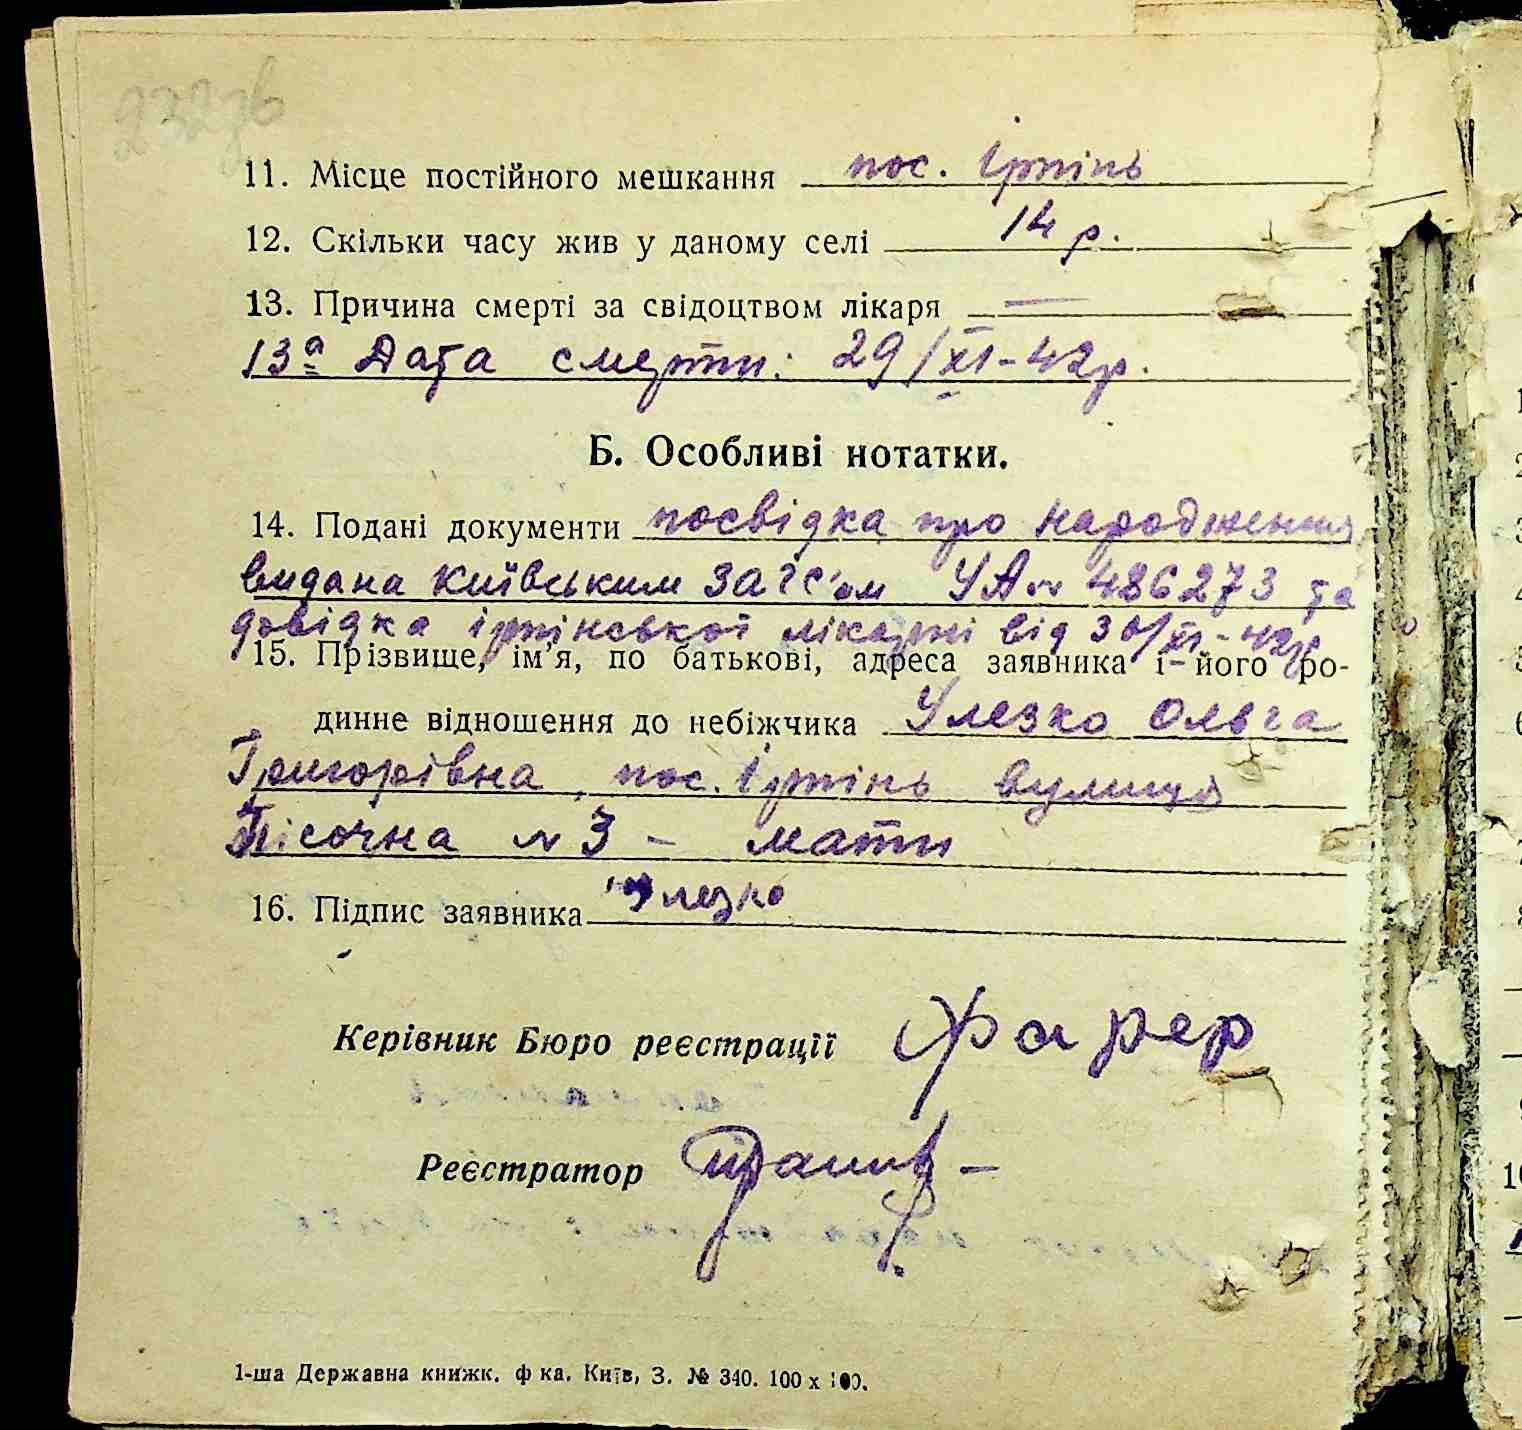 11. Місце постійного мешкання пос. Ірпінь
12. Скільки часу жив у даному селі 14 р.
13. Причина смерті за свідоцтвом лікаря —
13а Дата смерти: 29/XI-42р.
Б. Особливі нотатки.
14. Подані документи посвідка про народження
видана Київським ЗАГС'ом УА № 486273 та
довідка ірпінської лікарні від 30/XI-42р
15. Прізвище, ім'я, по батькові, адреса заявника і його ро-
динне відношення до небіжчика Улезко Ольга
Григорівна, пос. Ірпінь вулиця
Пісочна № 3 – мати
16. Підпис заявника Улезко
Керівник Бюро реєстрації
Реєстратор
1-ша Державна книжк. ф ка. Київ, З. № 340. 100 х 100.